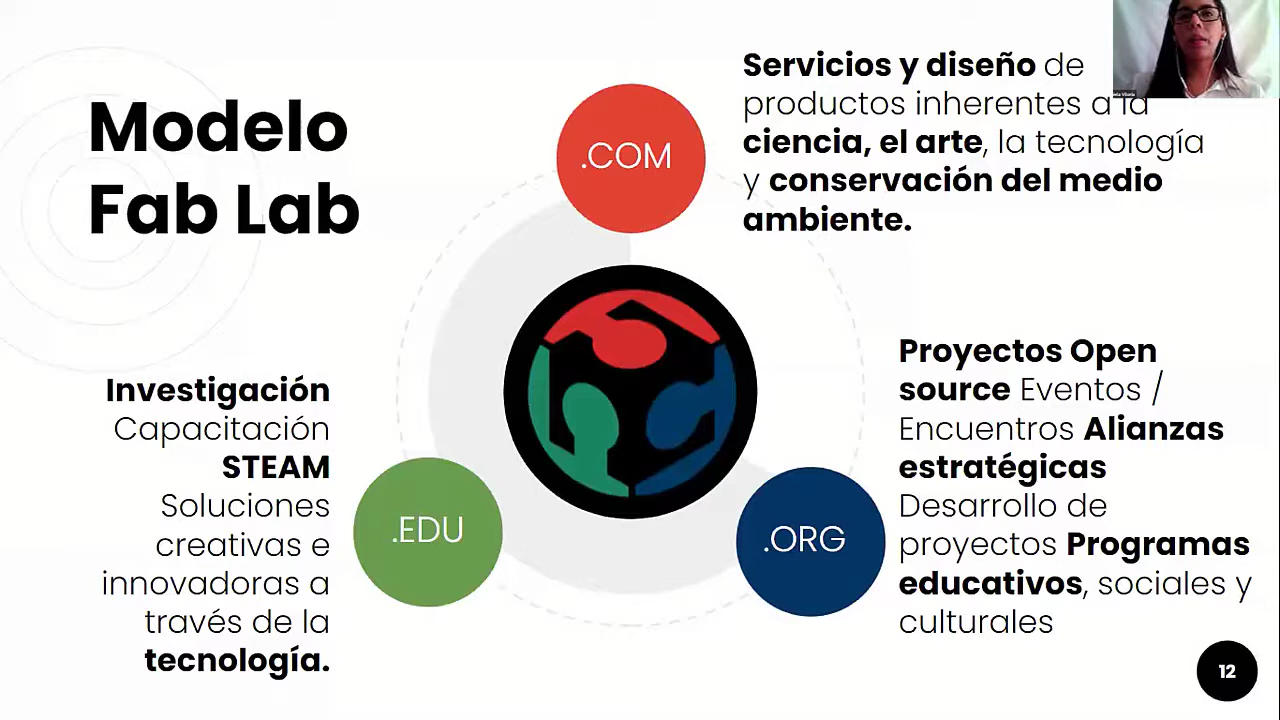 Modelo
Fab Lab
.COM
Servicios y diseño de
productos inherentes a la
ciencia, el arte, la tecnología
y conservación del medio
ambiente.
Investigación
Capacitación
STEAM
Soluciones
creativas e
innovadoras a
través de la
tecnología.
.EDU
.ORG
Proyectos Open
source Eventos /
Encuentros Alianzas
estratégicas
Desarrollo de
proyectos Programas
educativos, sociales y
culturales
12